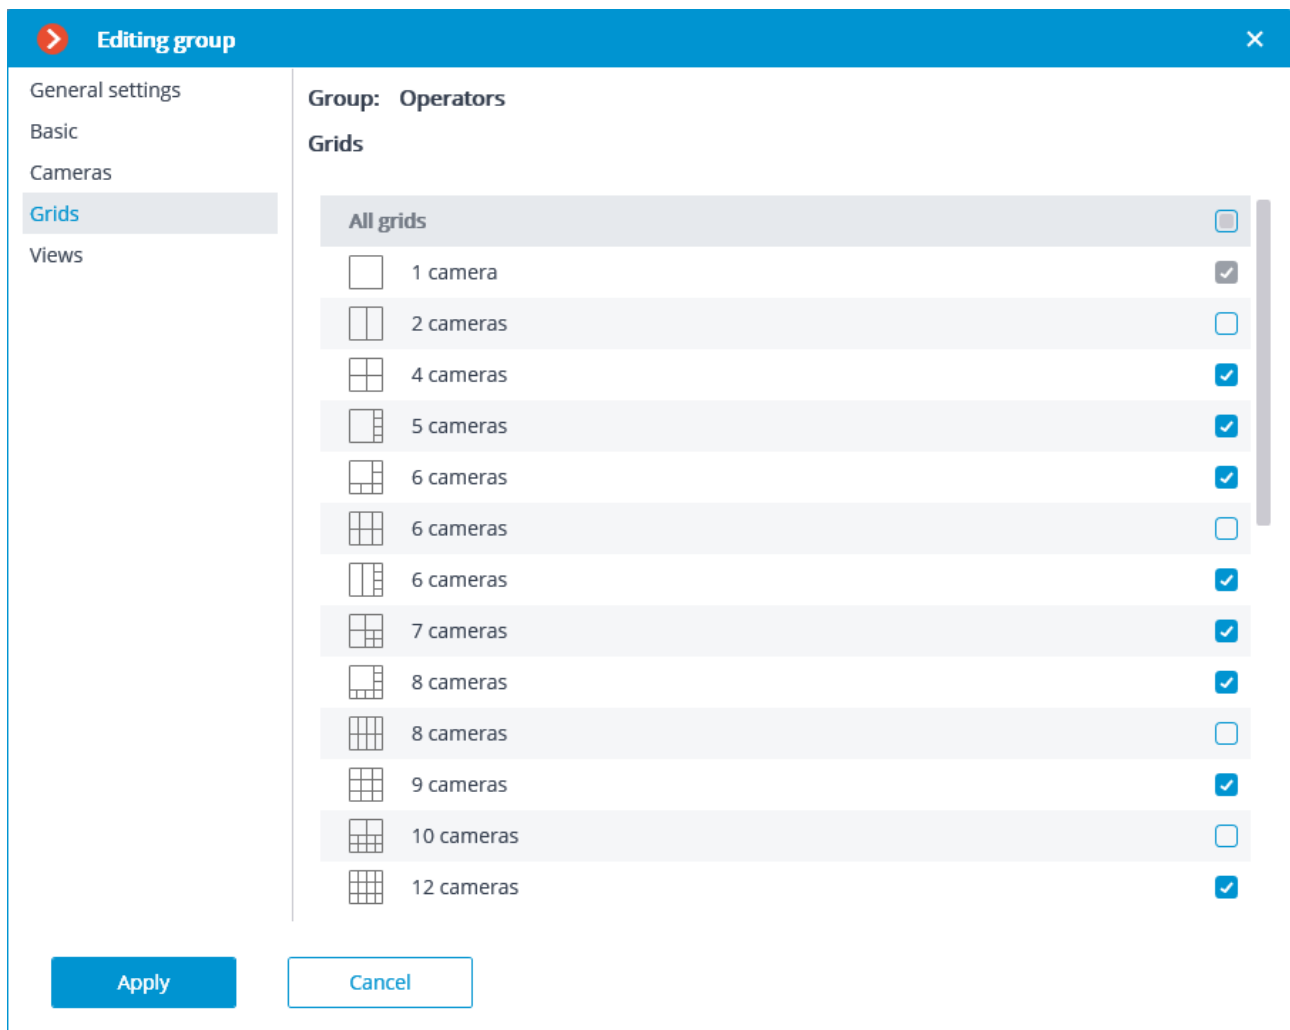 Editing group
General settings
Basic
Cameras
Grids
Views
Group: Operators
Grids
All grids
1 camera
2 cameras
4 cameras
5 cameras
6 cameras
6 cameras
6 cameras
7 cameras
8 cameras
8 cameras
9 cameras
10 cameras
12 cameras
Apply
Cancel